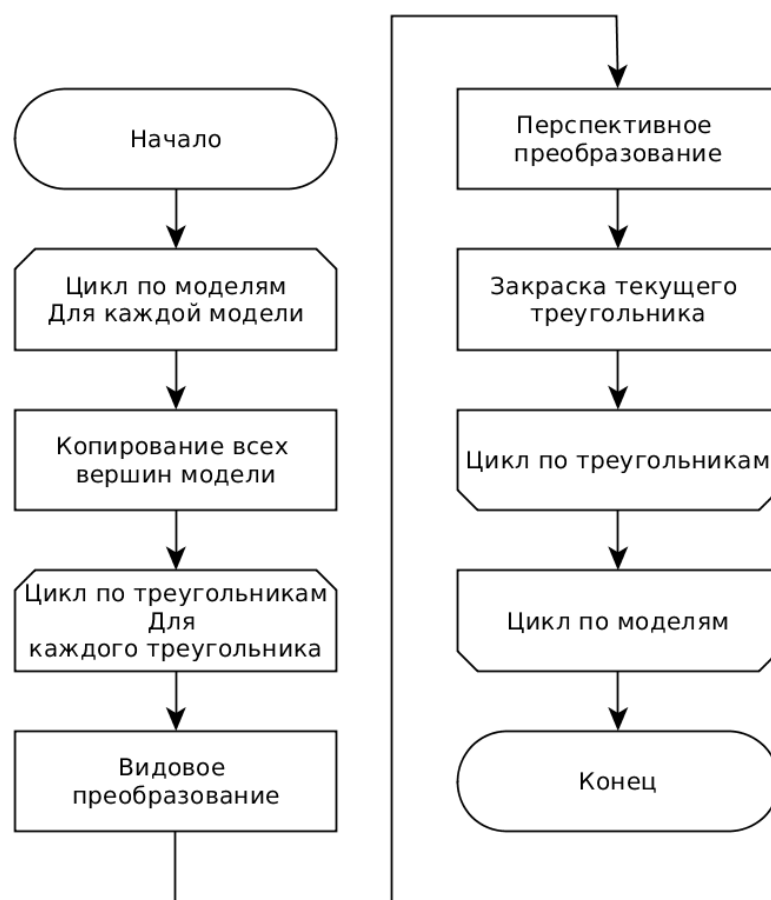 Начало
Цикл по моделям
Для каждой модели
Копирование всех
вершин модели
Цикл по треугольникам
Для
каждого треугольника
Видовое
преобразование
Перспективное
преобразование
Закраска текущего
треугольника
Цикл по треугольникам
Цикл по моделям
Конец